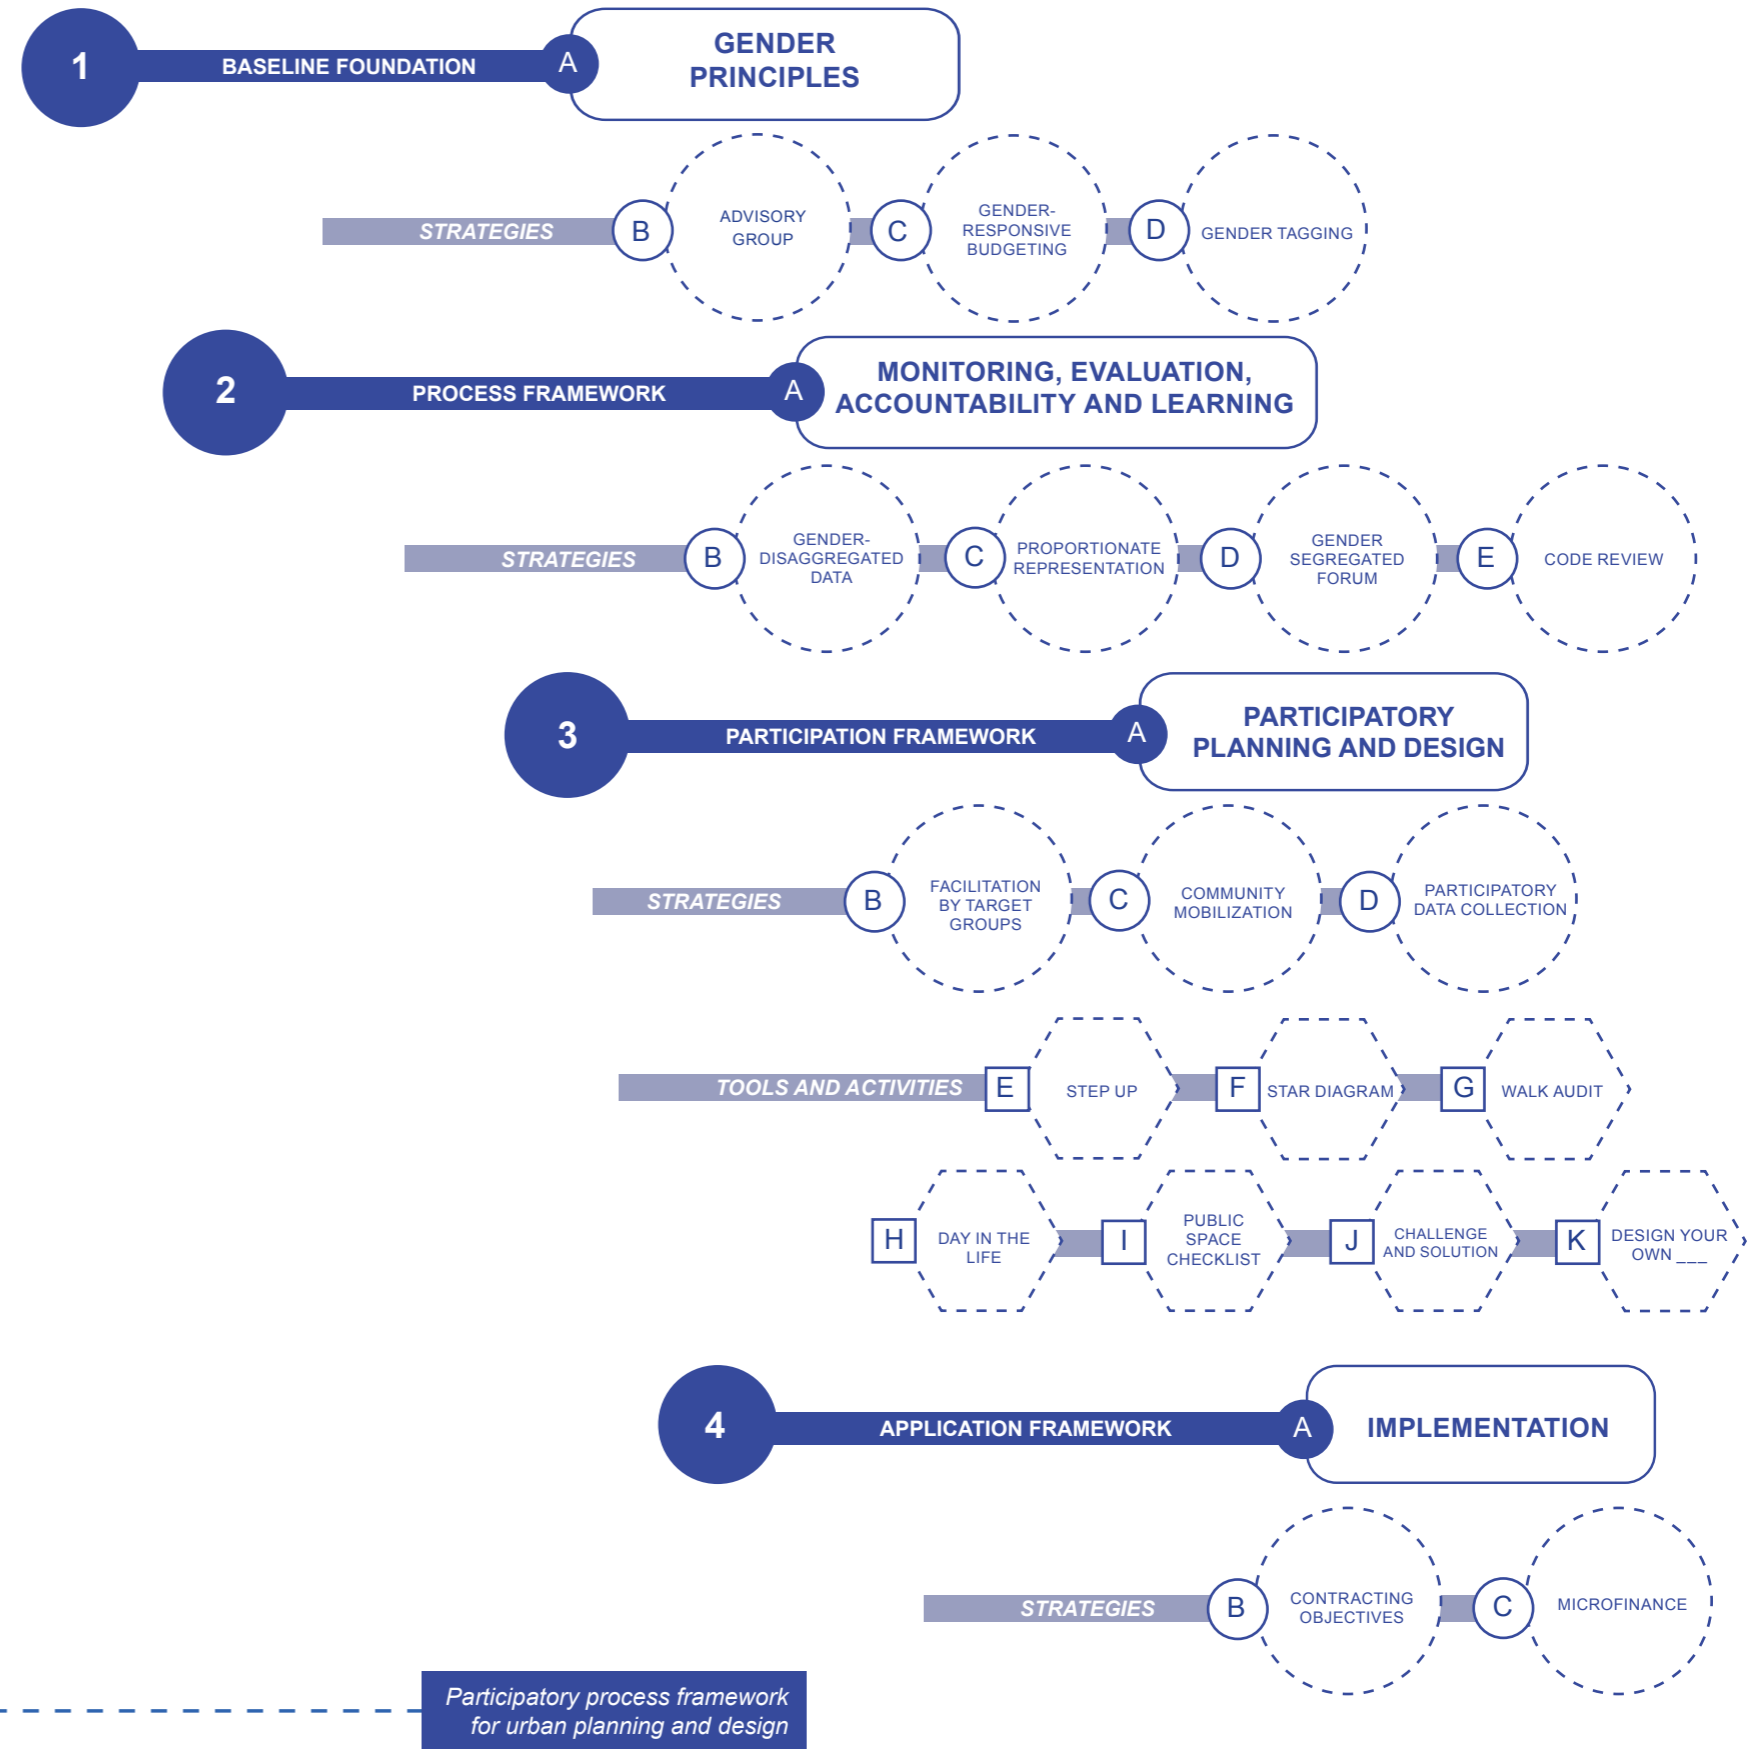 1
BASELINE FOUNDATION
A
GENDER
PRINCIPLES
STRATEGIES
B
ADVISORY
GROUP
C
GENDER-
RESPONSIVE
BUDGETING
D
GENDER TAGGING
2
PROCESS FRAMEWORK
A
MONITORING, EVALUATION,
ACCOUNTABILITY AND LEARNING
STRATEGIES
B
GENDER-
DISAGGREGATED
DATA
C
PROPORTIONATE
REPRESENTATION
D
GENDER
SEGREGATED
FORUM
E
CODE REVIEW
3
PARTICIPATION FRAMEWORK
A
PARTICIPATORY
PLANNING AND DESIGN
STRATEGIES
B
FACILITATION
BY TARGET
GROUPS
C
COMMUNITY
MOBILIZATION
D
PARTICIPATORY
DATA COLLECTION
TOOLS AND ACTIVITIES
E
STEP UP
F
STAR DIAGRAM
G
WALK AUDIT
H
DAY IN THE
LIFE
I
PUBLIC
SPACE
CHECKLIST
J
CHALLENGE
AND SOLUTION
K
DESIGN YOUR
OWN ___
4
APPLICATION FRAMEWORK
A
IMPLEMENTATION
STRATEGIES
B
CONTRACTING
OBJECTIVES
C
MICROFINANCE
Participatory process framework
for urban planning and design